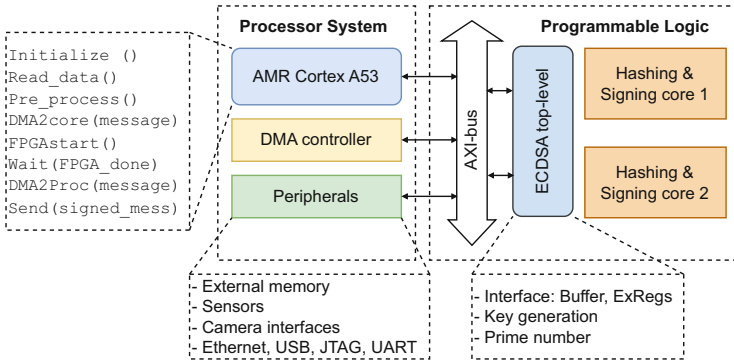 Processor System
Programmable Logic
Initialize ()
Read_data()
Pre_process()
DMA2core(message)
FPGAstart()
Wait(FPGA_done)
DMA2Proc(message)
Send(signed_mess)
AMR Cortex A53
DMA controller
Peripherals
AXI-bus
ECDSA top-level
Hashing &
Signing core 1
Hashing &
Signing core 2
- External memory
- Sensors
- Camera interfaces
- Ethernet, USB, JTAG, UART
- Interface: Buffer, ExRegs
- Key generation
- Prime number